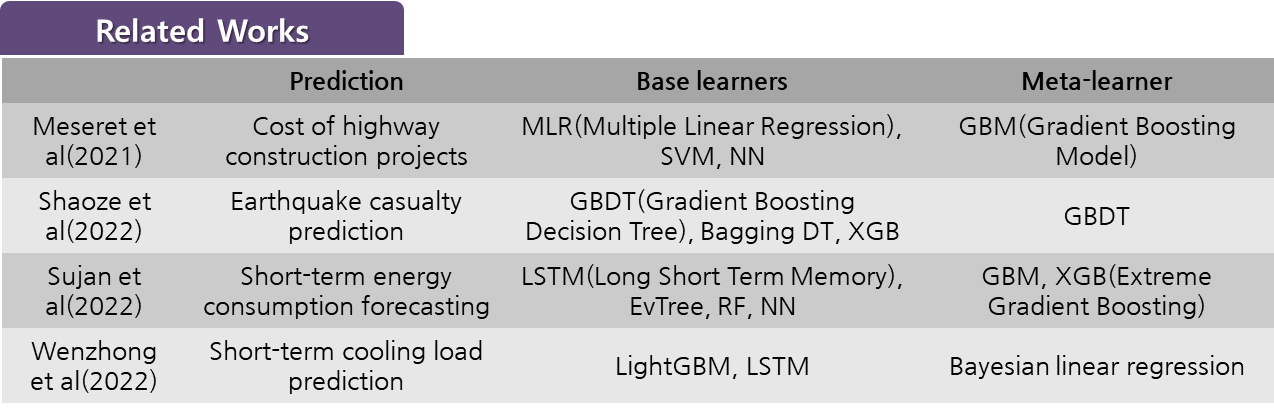 Related Works
Prediction Base learners Meta-learner
Meseret et al(2021) Cost of highway construction projects MLR(Multiple Linear Regression), SVM, NN GBM(Gradient Boosting Model)
Shaoze et al(2022) Earthquake casualty prediction GBDT(Gradient Boosting Decision Tree), Bagging DT, XGB GBDT
Sujan et al(2022) Short-term energy consumption forecasting LSTM(Long Short Term Memory), EvTree, RF, NN GBM, XGB(Extreme Gradient Boosting)
Wenzhong et al(2022) Short-term cooling load prediction LightGBM, LSTM Bayesian linear regression